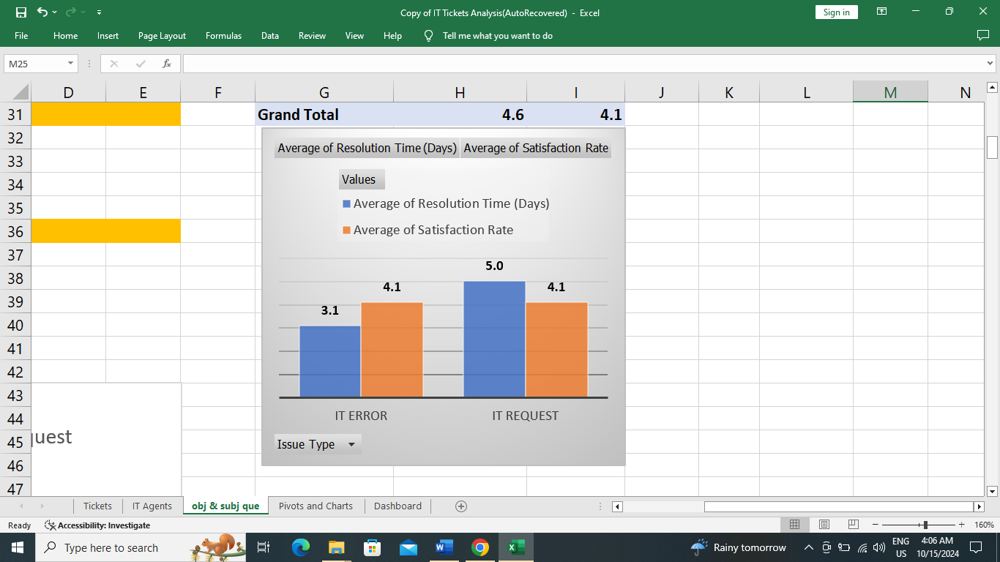 Copy of IT Tickets Analysis(AutoRecovered) - Excel
Sign in
File Home Insert Page Layout Formulas Data Review View Help Tell me what you want to do
M25 fx
D E F G H I J K L M N
31 Grand Total 4.6 4.1
32
Average of Resolution Time (Days) Average of Satisfaction Rate
33
34 Values
35 Average of Resolution Time (Days)
36 Average of Satisfaction Rate
37
38 5.0
39 4.1 4.1
40 3.1
41
42
43
44 IT ERROR IT REQUEST
45 uest Issue Type
46
47
Tickets IT Agents obj & subj que Pivots and Charts Dashboard
Ready Accessibility: Investigate 160%
Type here to search Rainy tomorrow ENG 4:06 AM
US 10/15/2024